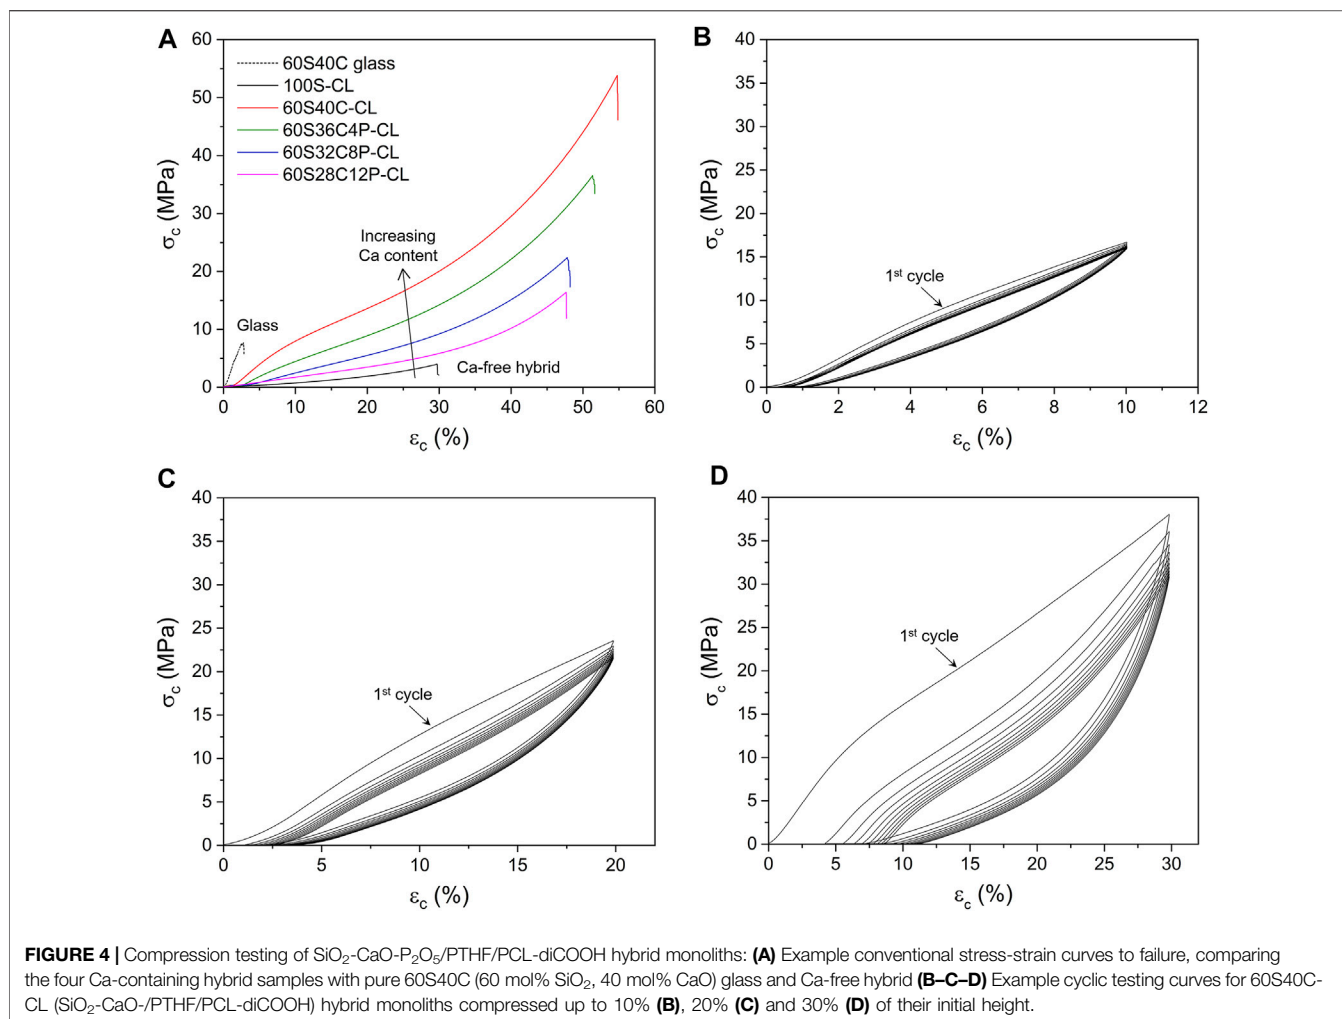 A
60
50
40
30
20
10
0
σc (MPa)
60S40C glass
100S-CL
60S40C-CL
60S36C4P-CL
60S32C8P-CL
60S28C12P-CL
Increasing
Ca content
Glass
Ca-free hybrid
0 10 20 30 40 50 60
εc (%)
B
40
35
30
25
20
15
10
5
0
σc (MPa)
1st cycle
0 2 4 6 8 10 12
εc (%)
C
40
35
30
25
20
15
10
5
0
σc (MPa)
1st cycle
0 5 10 15 20
εc (%)
D
40
35
30
25
20
15
10
5
0
σc (MPa)
1st cycle
0 5 10 15 20 25 30
εc (%)
FIGURE 4 | Compression testing of SiO2-CaO-P2O5/PTHF/PCL-diCOOH hybrid monoliths: (A) Example conventional stress-strain curves to failure, comparing
the four Ca-containing hybrid samples with pure 60S40C (60 mol% SiO2, 40 mol% CaO) glass and Ca-free hybrid (B–C–D) Example cyclic testing curves for 60S40C-
CL (SiO2-CaO-/PTHF/PCL-diCOOH) hybrid monoliths compressed up to 10% (B), 20% (C) and 30% (D) of their initial height.